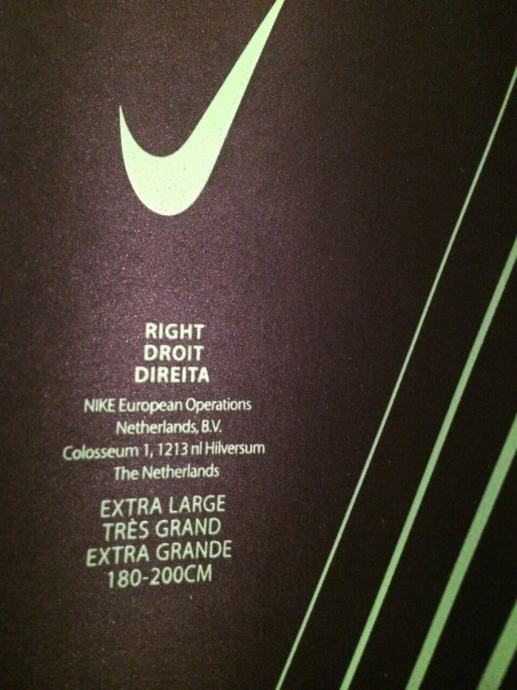 RIGHT
DROIT
DIREITA
NIKE European Operations
Netherlands, B.V.
Colosseum 1, 1213 nl Hilversum
The Netherlands
EXTRA LARGE
TRÈS GRAND
EXTRA GRANDE
180-200CM